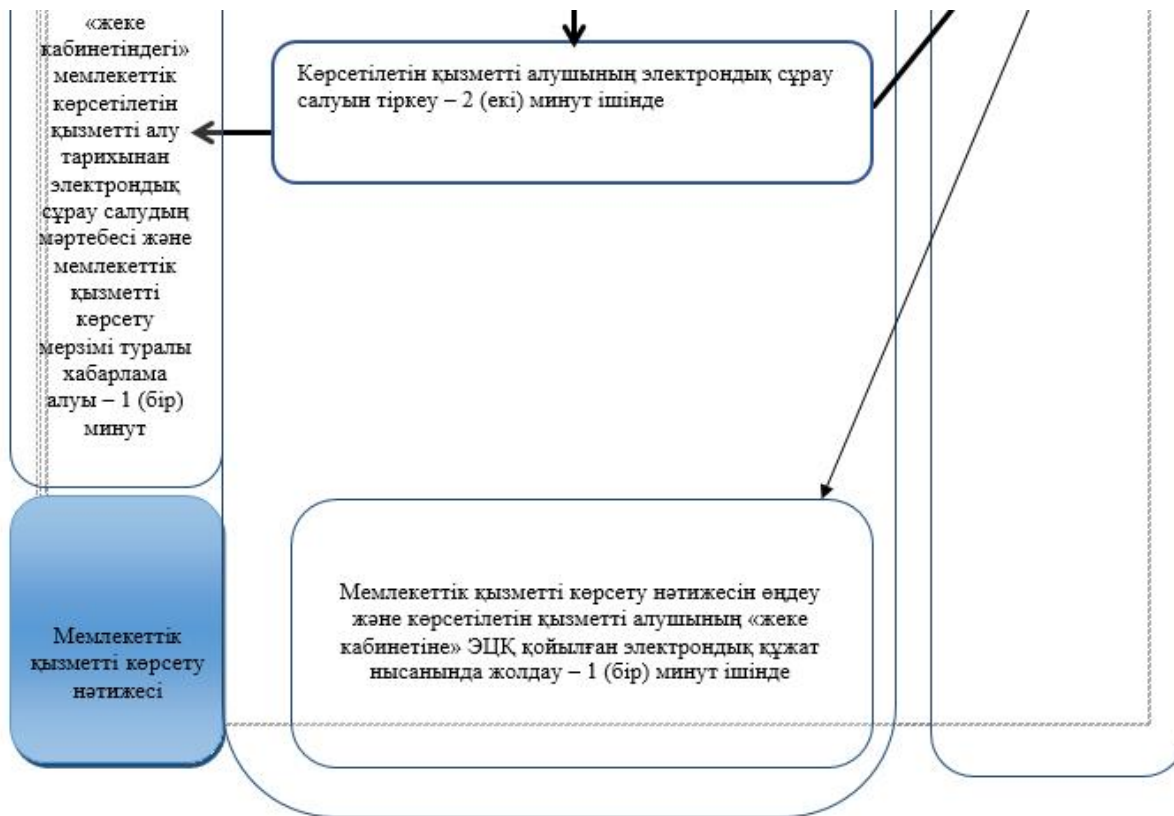 «жеке
кабинетіндегі»
мемлекеттік
көрсетілетін
қызметті алу
тарихынан
электрондық
сұрау салудың
мәртебесі және
мемлекеттік
қызметті
көрсету
мерзімі туралы
хабарлама
алуы – 1 (бір)
минут
Көрсетілетін қызметті алушының электрондық сұрау
салуын тіркеу – 2 (екі) минут ішінде
Мемлекеттік
қызметті көрсету
нәтижесі
Мемлекеттік қызметті көрсету нәтижесін өңдеу
және көрсетілетін қызметті алушының «жеке
кабинетіне» ЭЦҚ қойылған электрондық құжат
нысанында жолдау – 1 (бір) минут ішінде